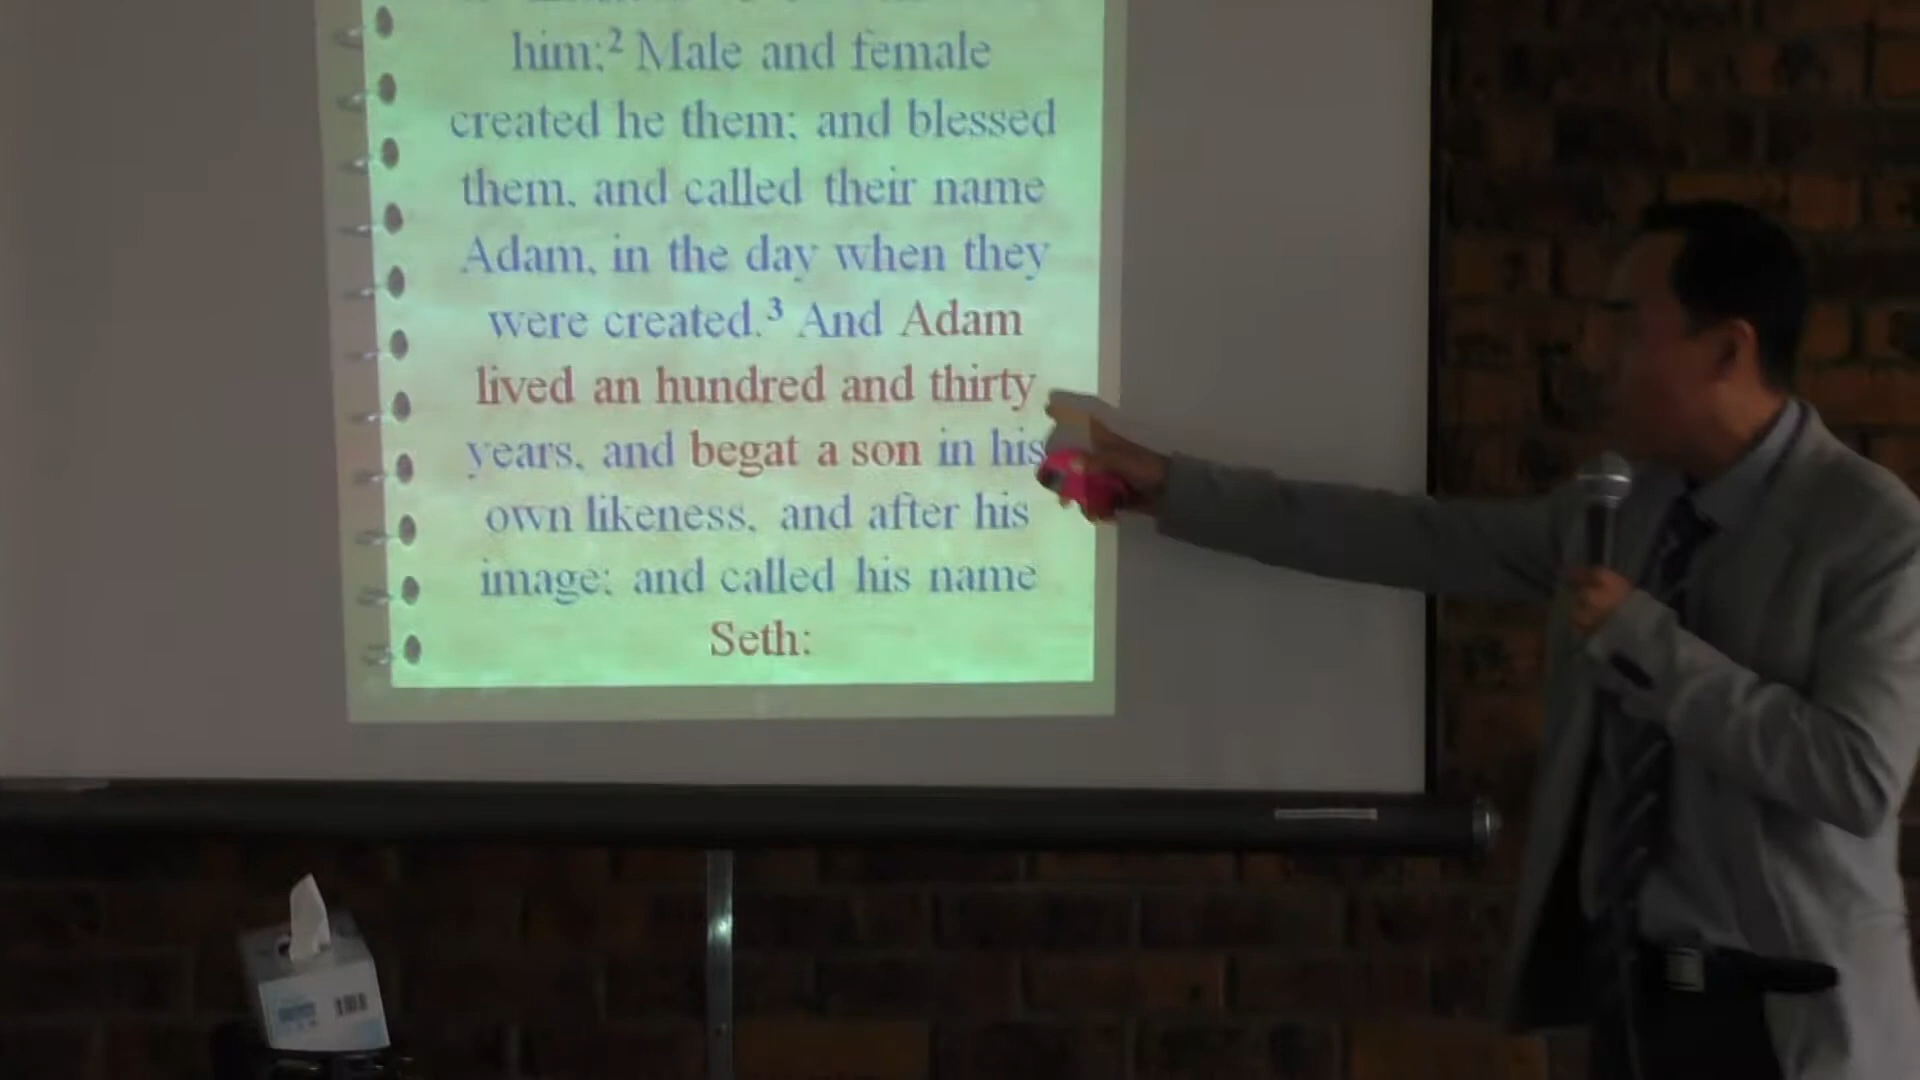 him;² Male and female
created he them; and blessed
them, and called their name
Adam, in the day when they
were created.³ And Adam
lived an hundred and thirty
years, and begat a son in his
own likeness, and after his
image; and called his name
Seth: